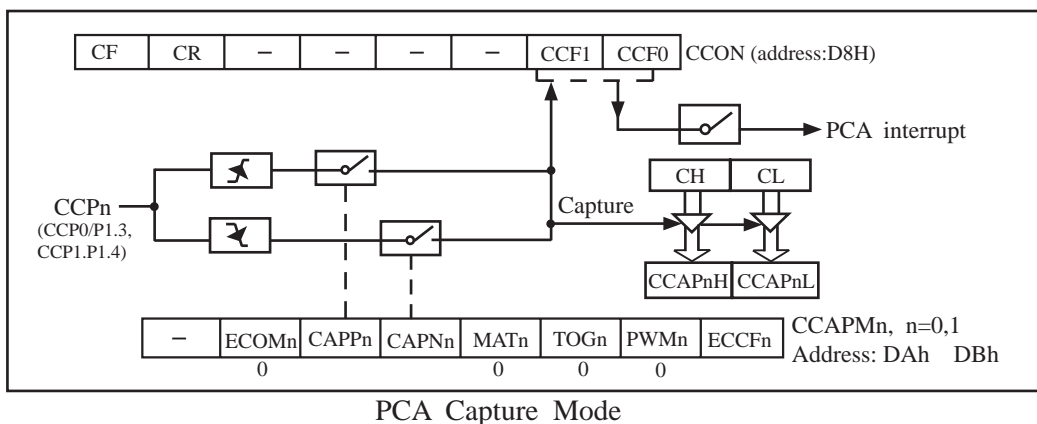 CF CR – – – – CCF1 CCF0 CCON (address:D8H)
PCA interrupt
CH CL
CCPn
(CCP0/P1.3,
CCP1.P1.4)
Capture
CCAPnH CCAPnL
– ECOMn CAPPn CAPNn MATn TOGn PWMn ECCFn
0 0 0 0
CCAPMn, n=0,1
Address: DAh DBh
PCA Capture Mode